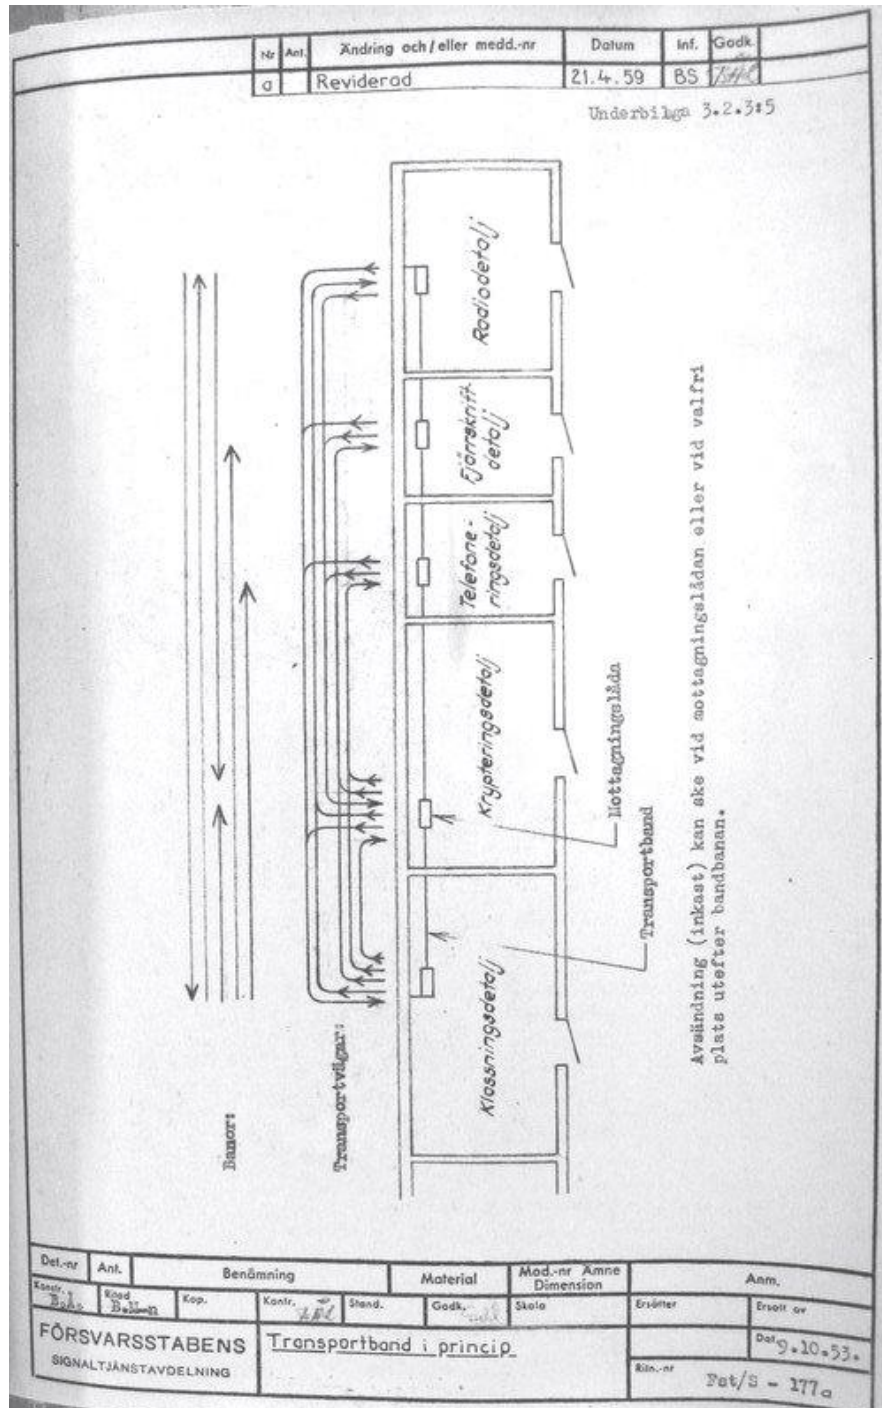 Nr Ant. Ändring och/eller medd.-nr Datum Inf. Godk.
a Reviderad 21.4.59 BS
Underbilaga 3.2.3:5
Banor:
Transportvägar:
Klassningsdetalj
Krypteringsdetalj
Telefone-
ringsdetalj
Fjärrskrift
detalj
Radiodetalj
Mottagningslåda
Transportband
Avsändning (inkast) kan ske vid mottagningslådan eller vid valfri
plats utefter bandbanan.
Det.-nr Ant. Benämning Material Mod.-nr Ämne Dimension Anm.
Konstr. B.A. Ritad B.M-n Kop. Kontr. Stand. Godk. Skala Ersätter Ersatt av
FÖRSVARSSTABENS
SIGNALTJÄNSTAVDELNING
Transportband i princip
Dat 9.10.53.
Ritn.-nr
Fst/S - 177a